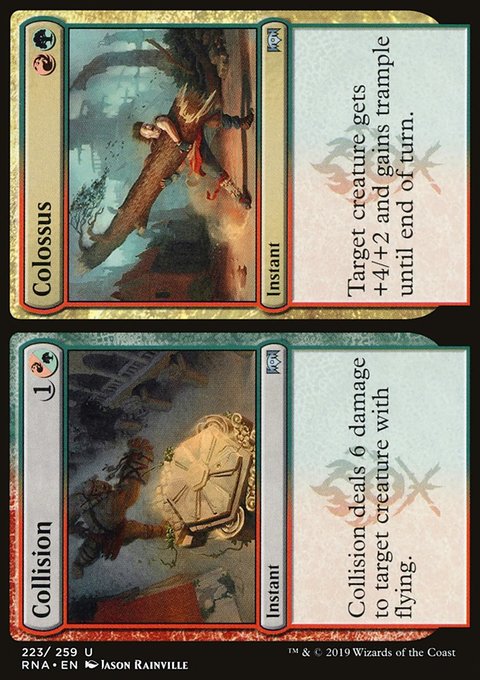 Colossus
Instant
Target creature gets
+4/+2 and gains trample
until end of turn.
Collision
1
Instant
Collision deals 6 damage
to target creature with
flying.
223/ 259 U
RNA • EN JASON RAINVILLE
™ & © 2019 Wizards of the Coast